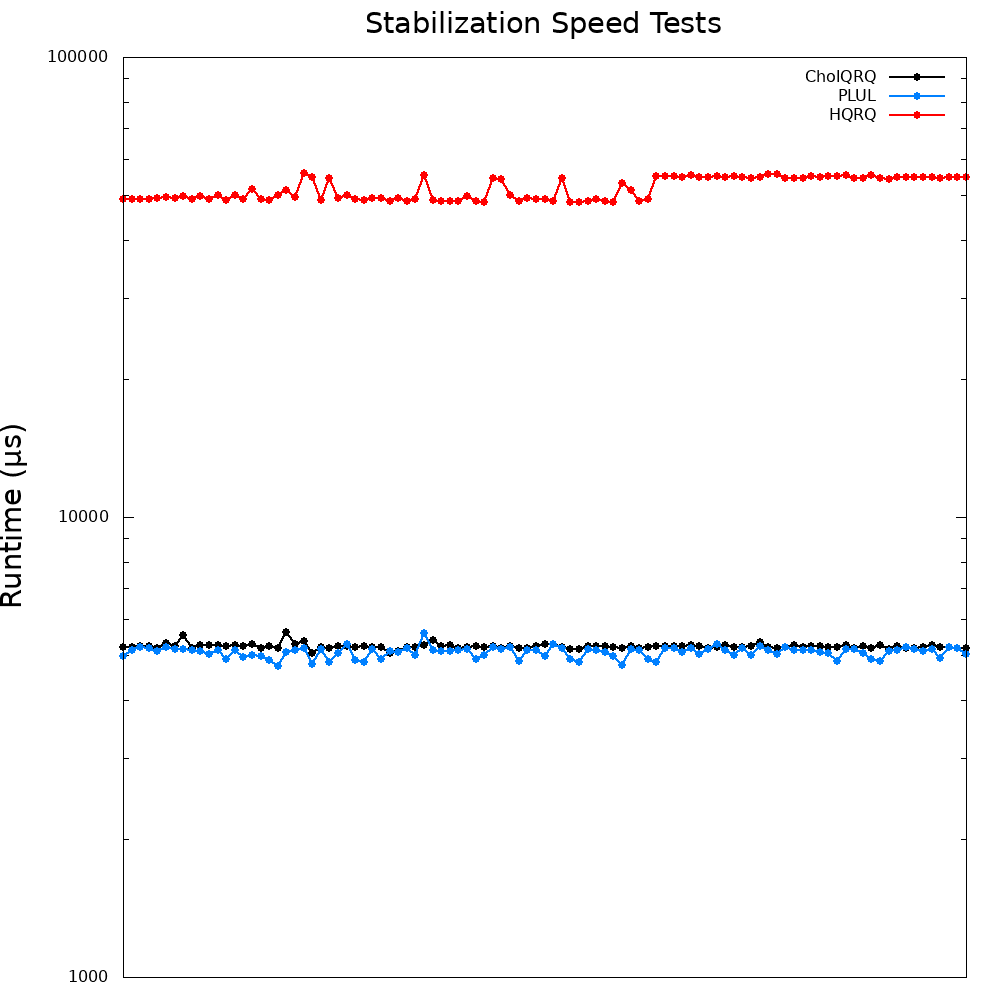 Stabilization Speed Tests
100000
CholQRQ
PLUL
HQRQ
Runtime (μs)
10000
1000